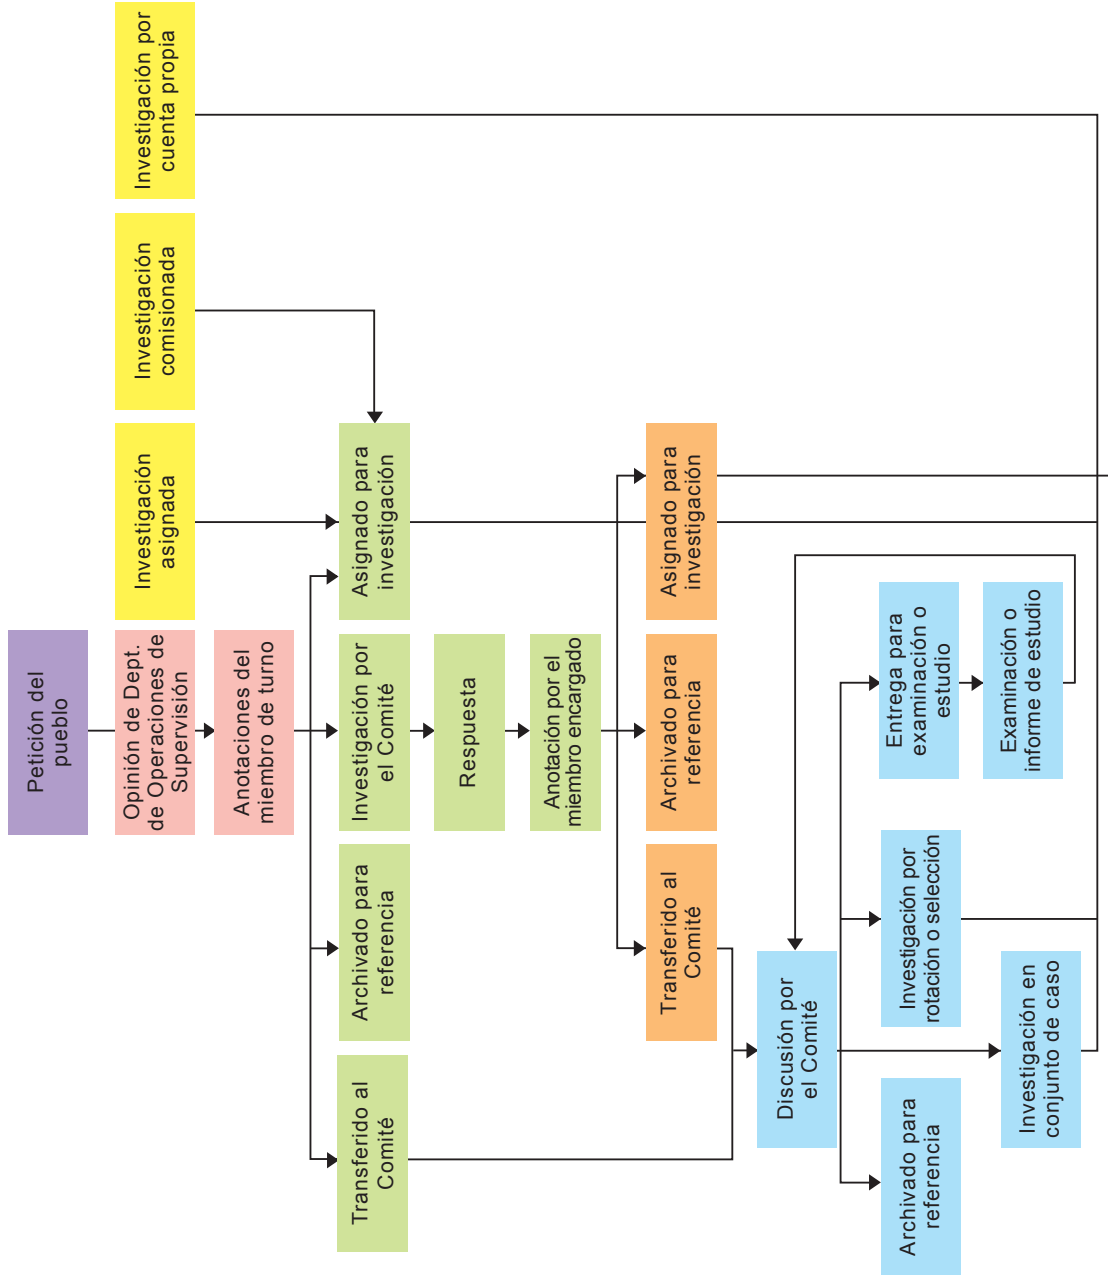 Petición del
pueblo
Opinión de Dept.
de Operaciones de
Supervisión
Anotaciones del
miembro de turno
Investigación
asignada
Investigación
comisionada
Investigación por
cuenta propia
Transferido al
Comité
Archivado para
referencia
Investigación por
el Comité
Asignado para
investigación
Respuesta
Anotación por el
miembro encargado
Transferido al
Comité
Archivado para
referencia
Asignado para
investigación
Discusión por
el Comité
Archivado para
referencia
Investigación en
conjunto de caso
Investigación por
rotación o selección
Entrega para
examinación o
estudio
Examinación o
informe de estudio